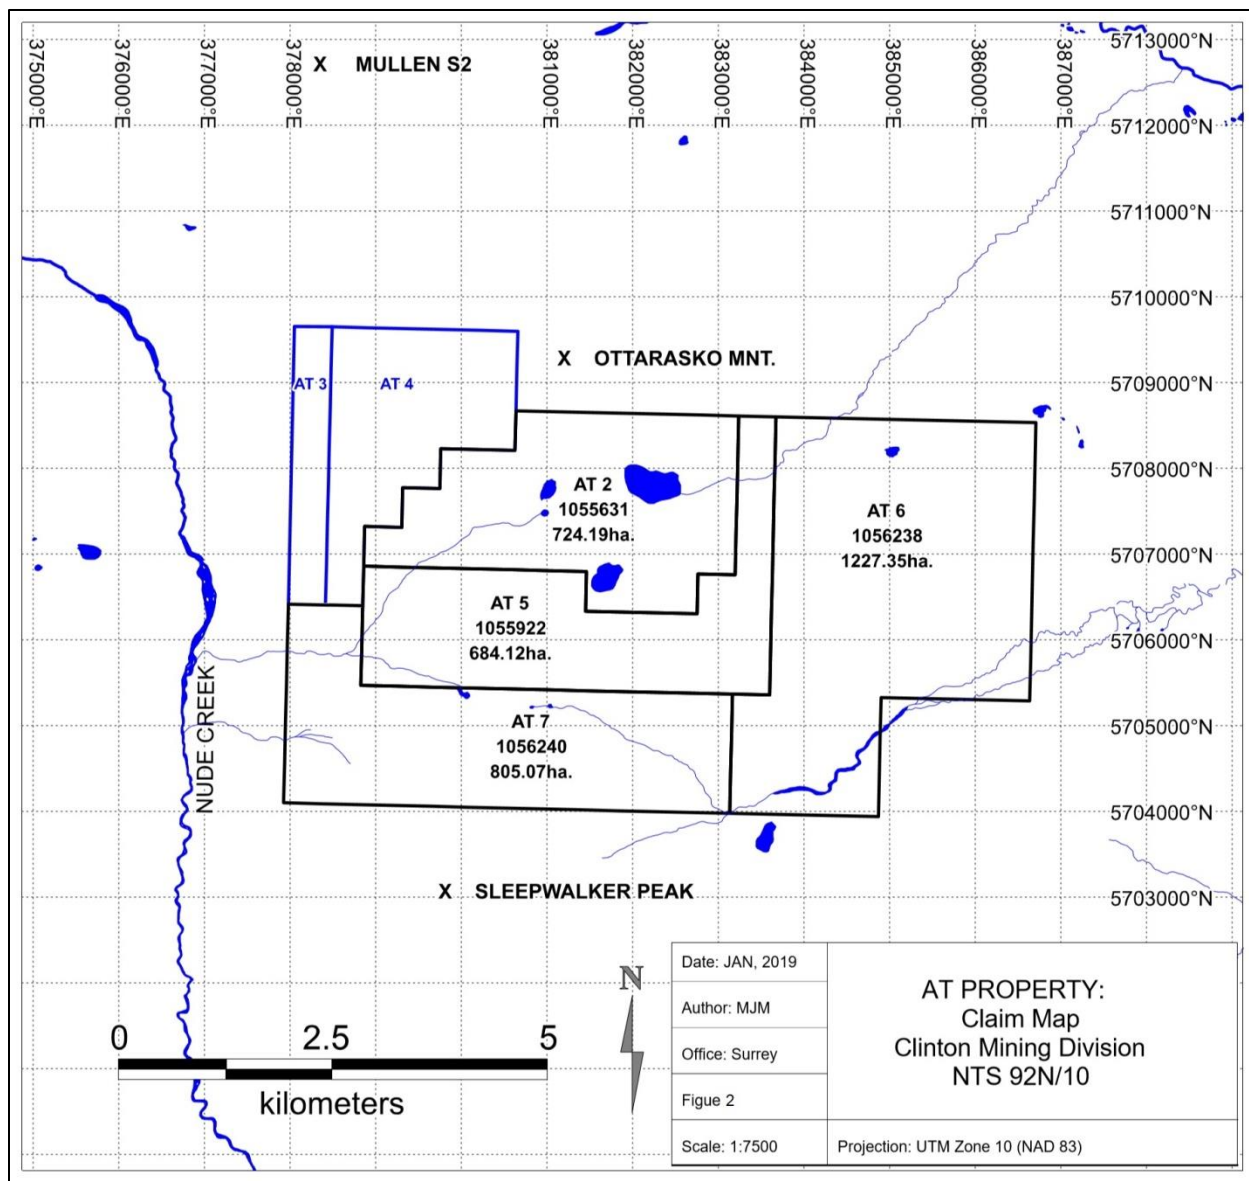 375000°E
376000°E
377000°E
378000°E
381000°E
382000°E
383000°E
384000°E
385000°E
386000°E
387000°E
5713000°N
X MULLEN S2
5712000°N
5711000°N
5710000°N
X OTTARASKO MNT.
AT 3
AT 4
5709000°N
5708000°N
AT 2
1055631
724.19ha.
AT 6
1056238
1227.35ha.
5707000°N
AT 5
1055922
684.12ha.
5706000°N
NUDE CREEK
AT 7
1056240
805.07ha.
5705000°N
5704000°N
X SLEEPWALKER PEAK
5703000°N
0 2.5 5
kilometers
N
Date: JAN, 2019
Author: MJM
Office: Surrey
Figue 2
Scale: 1:7500
AT PROPERTY:
Claim Map
Clinton Mining Division
NTS 92N/10
Projection: UTM Zone 10 (NAD 83)